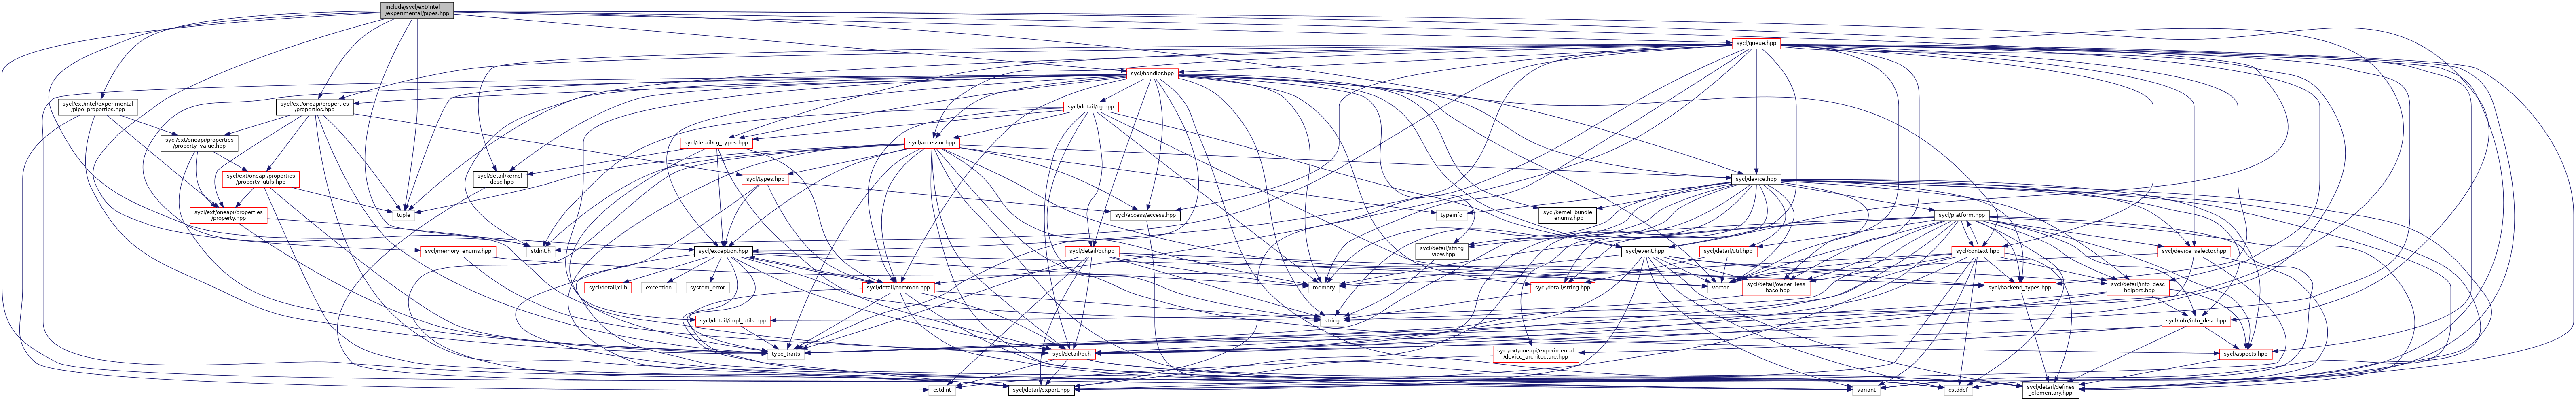 include/sycl/ext/intel
/experimental/pipes.hpp
sycl/queue.hpp
sycl/handler.hpp
sycl/ext/intel/experimental
/pipe_properties.hpp
sycl/ext/oneapi/properties
/properties.hpp
sycl/detail/cg.hpp
sycl/ext/oneapi/properties
/property_value.hpp
sycl/detail/cg_types.hpp
sycl/accessor.hpp
sycl/ext/oneapi/properties
/property_utils.hpp
sycl/detail/kernel
_desc.hpp
sycl/types.hpp
sycl/device.hpp
sycl/ext/oneapi/properties
/property.hpp
tuple
sycl/access/access.hpp
typeinfo
sycl/kernel_bundle
_enums.hpp
sycl/platform.hpp
sycl/memory_enums.hpp
stdint.h
sycl/exception.hpp
sycl/detail/pi.hpp
sycl/detail/string
_view.hpp
sycl/event.hpp
sycl/detail/util.hpp
sycl/context.hpp
sycl/device_selector.hpp
sycl/detail/cl.h
exception
system_error
sycl/detail/common.hpp
memory
sycl/detail/string.hpp
vector
sycl/detail/owner_less
_base.hpp
sycl/backend_types.hpp
sycl/detail/info_desc
_helpers.hpp
sycl/detail/impl_utils.hpp
string
sycl/info/info_desc.hpp
type_traits
sycl/detail/pi.h
sycl/ext/oneapi/experimental
/device_architecture.hpp
sycl/aspects.hpp
cstdint
sycl/detail/export.hpp
variant
cstddef
sycl/detail/defines
_elementary.hpp